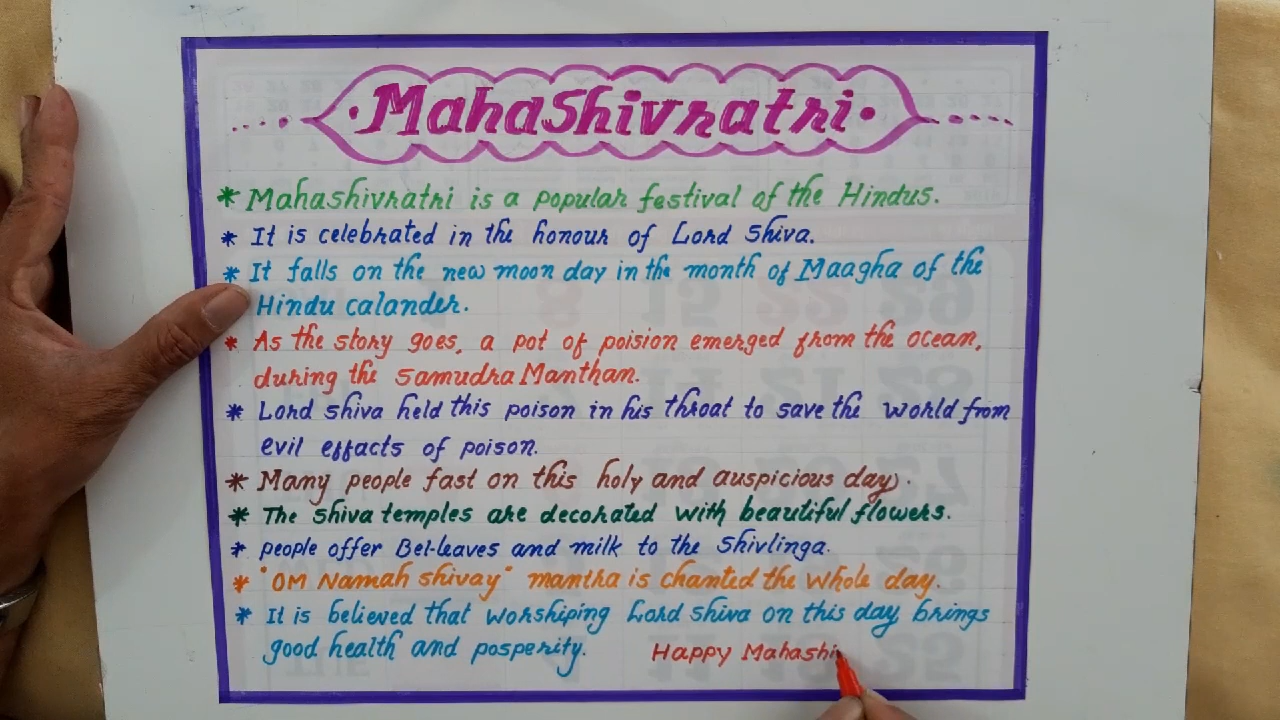 Mahashivratri
* Mahashivratri is a popular festival of the Hindus.
* It is celebrated in the honour of Lord Shiva.
* It falls on the new moon day in the month of Maagha of the
Hindu calander.
* As the story goes, a pot of poision emerged from the ocean,
during the Samudra Manthan.
* Lord Shiva held this poison in his throat to save the world from
evil effacts of poison.
* Many people fast on this holy and auspicious day.
* The Shiva temples are decorated with beautiful flowers.
* people offer Bel-leaves and milk to the Shivlinga.
* "OM Namah shivay" mantra is chanted the whole day.
* It is believed that worshiping Lord Shiva on this day, brings
good health and posperity. Happy Mahashi